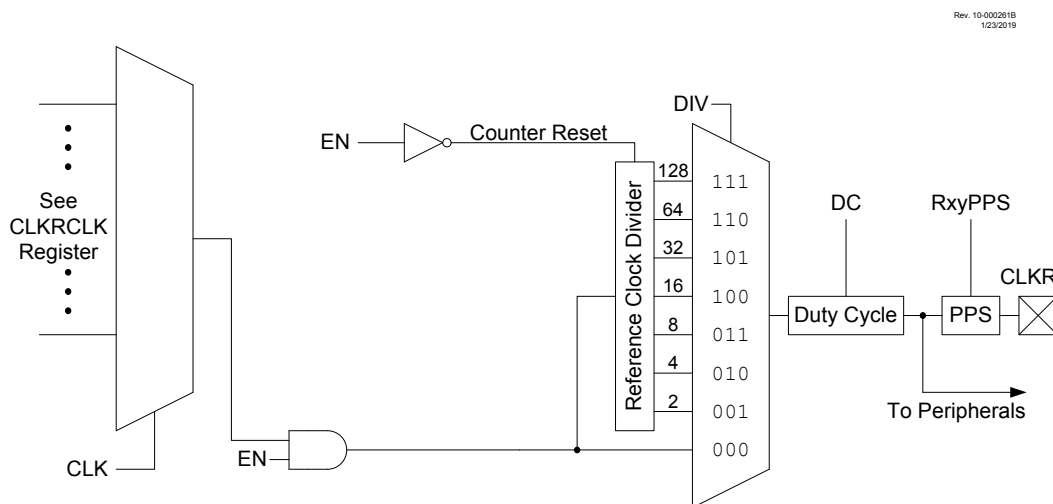 Rev. 10-000261B
1/23/2019
DIV
EN
Counter Reset
See
CLKRCLK
Register
Reference Clock Divider
128
64
32
16
8
4
2
111
110
101
100
011
010
001
000
DC
RxyPPS
CLKR
Duty Cycle
PPS
To Peripherals
CLK
EN